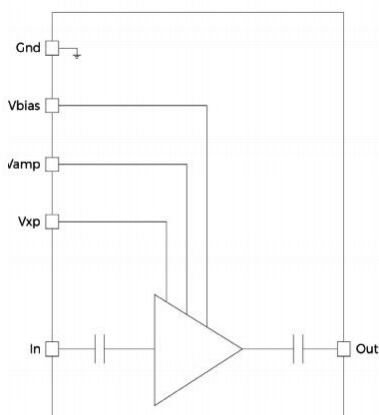 Gnd
Vbias
Vamp
Vxp
In
Out